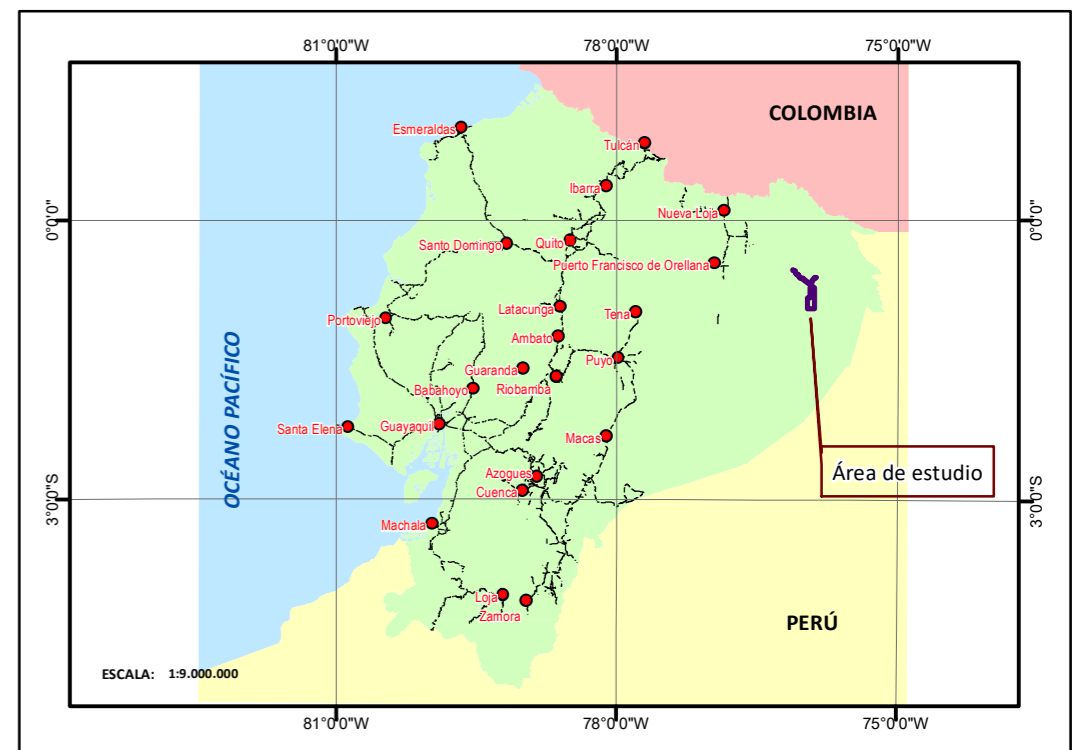 81°0'0"W
78°0'0"W
75°0'0"W
COLOMBIA
Esmeraldas
Tulcán
Ibarra
Nueva Loja
0°0'0"
0°0'0"
Santo Domingo
Quito
Puerto Francisco de Orellana
Latacunga
Tena
Portoviejo
Ambato
Puyo
Guaranda
Riobamba
Babahoyo
OCÉANO PACÍFICO
Santa Elena
Guayaquil
Macas
Azogues
Área de estudio
Cuenca
3°0'0"S
3°0'0"S
Machala
Loja
Zamora
PERÚ
ESCALA: 1:9.000.000
81°0'0"W
78°0'0"W
75°0'0"W